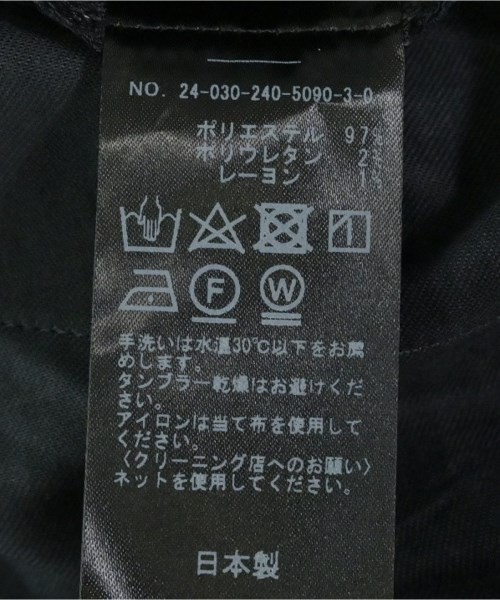 NO. 24-030-240-5090-3-0
ポリエステル 97%
ポリウレタン 2%
レーヨン 1%
F W
手洗いは水温30℃以下をお薦
めします。
タンブラー乾燥はお避けくだ
さい。
アイロンは当て布を使用して
ください。
〈クリーニング店へのお願い〉
ネットを使用してください。
日本製